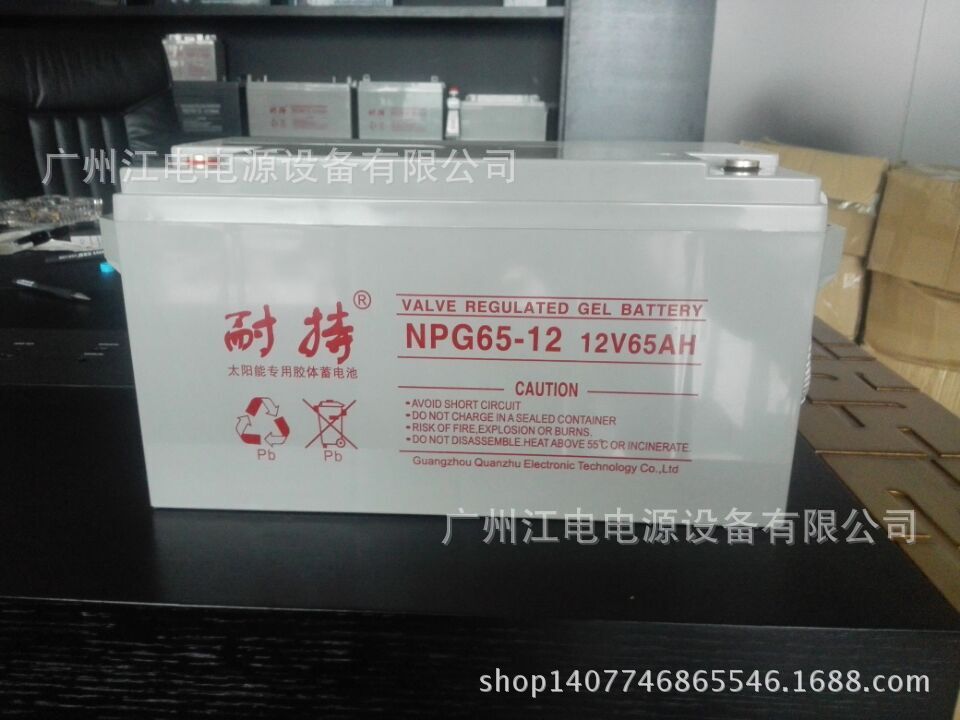 耐持
广州江电电源设备有限公司
耐持®
太阳能专用胶体蓄电池
Pb
Pb
VALVE REGULATED GEL BATTERY
NPG65-12 12V65AH
CAUTION
• AVOID SHORT CIRCUIT
• DO NOT CHARGE IN A SEALED CONTAINER
• RISK OF FIRE,EXPLOSION OR BURNS.
• DO NOT DISASSEMBLE.HEAT ABOVE 55℃ OR INCINERATE.
Guangzhou Quanzhu Electronic Technology Co.,Ltd
广州江电电源设备有限公司
shop1407746865546.1688.com